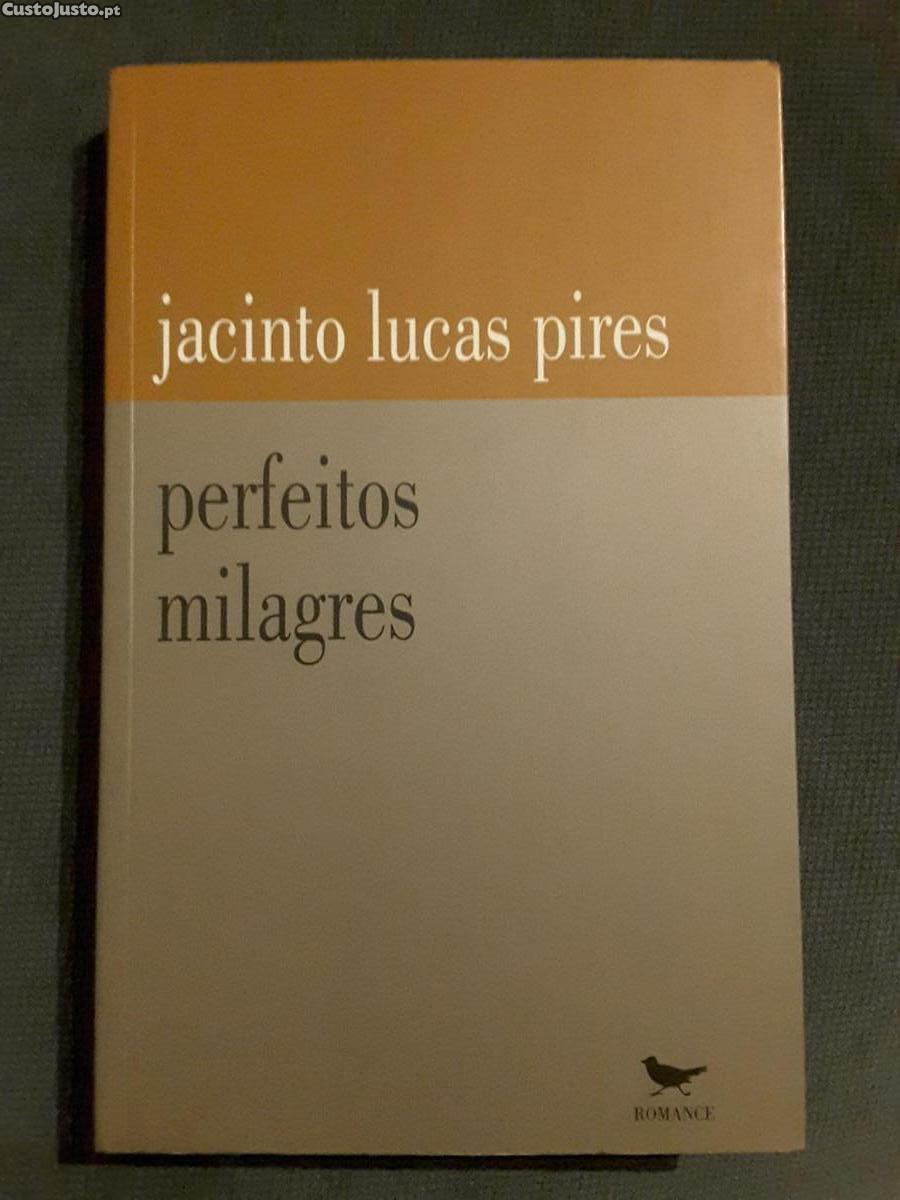 CustoJusto.pt
jacinto lucas pires
perfeitos
milagres
ROMANCE